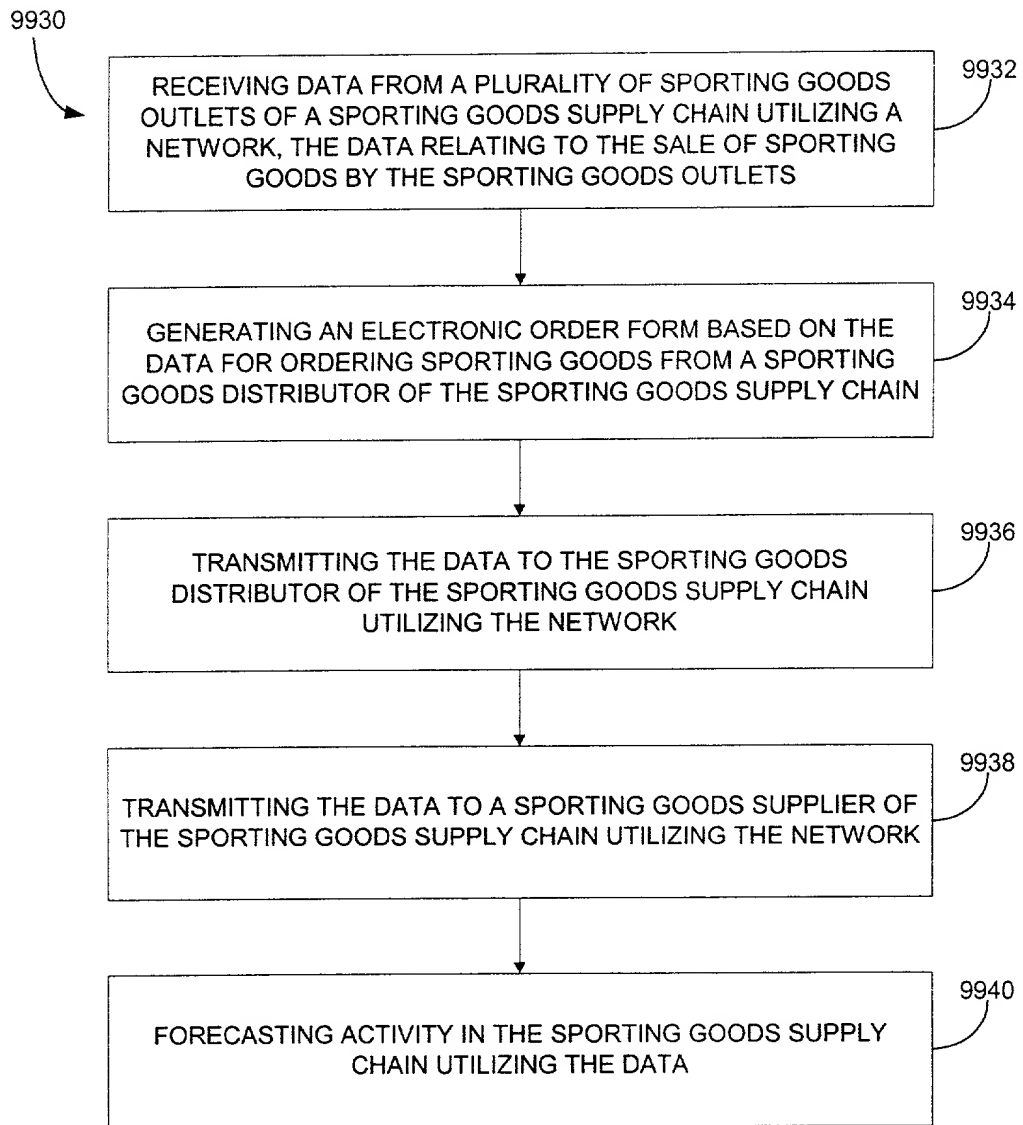 9930
RECEIVING DATA FROM A PLURALITY OF SPORTING GOODS
OUTLETS OF A SPORTING GOODS SUPPLY CHAIN UTILIZING A
NETWORK, THE DATA RELATING TO THE SALE OF SPORTING
GOODS BY THE SPORTING GOODS OUTLETS
9932
GENERATING AN ELECTRONIC ORDER FORM BASED ON THE
DATA FOR ORDERING SPORTING GOODS FROM A SPORTING
GOODS DISTRIBUTOR OF THE SPORTING GOODS SUPPLY CHAIN
9934
TRANSMITTING THE DATA TO THE SPORTING GOODS
DISTRIBUTOR OF THE SPORTING GOODS SUPPLY CHAIN
UTILIZING THE NETWORK
9936
TRANSMITTING THE DATA TO A SPORTING GOODS SUPPLIER OF
THE SPORTING GOODS SUPPLY CHAIN UTILIZING THE NETWORK
9938
FORECASTING ACTIVITY IN THE SPORTING GOODS SUPPLY
CHAIN UTILIZING THE DATA
9940